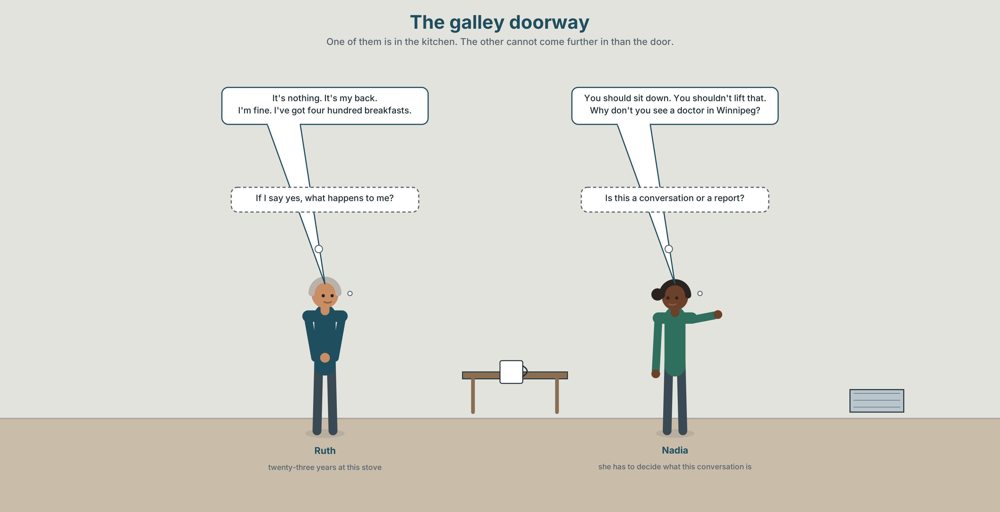 The galley doorway
One of them is in the kitchen. The other cannot come further in than the door.
It's nothing. It's my back.
I'm fine. I've got four hundred breakfasts.
You should sit down. You shouldn't lift that.
Why don't you see a doctor in Winnipeg?
If I say yes, what happens to me?
Is this a conversation or a report?
Ruth
twenty-three years at this stove
Nadia
she has to decide what this conversation is